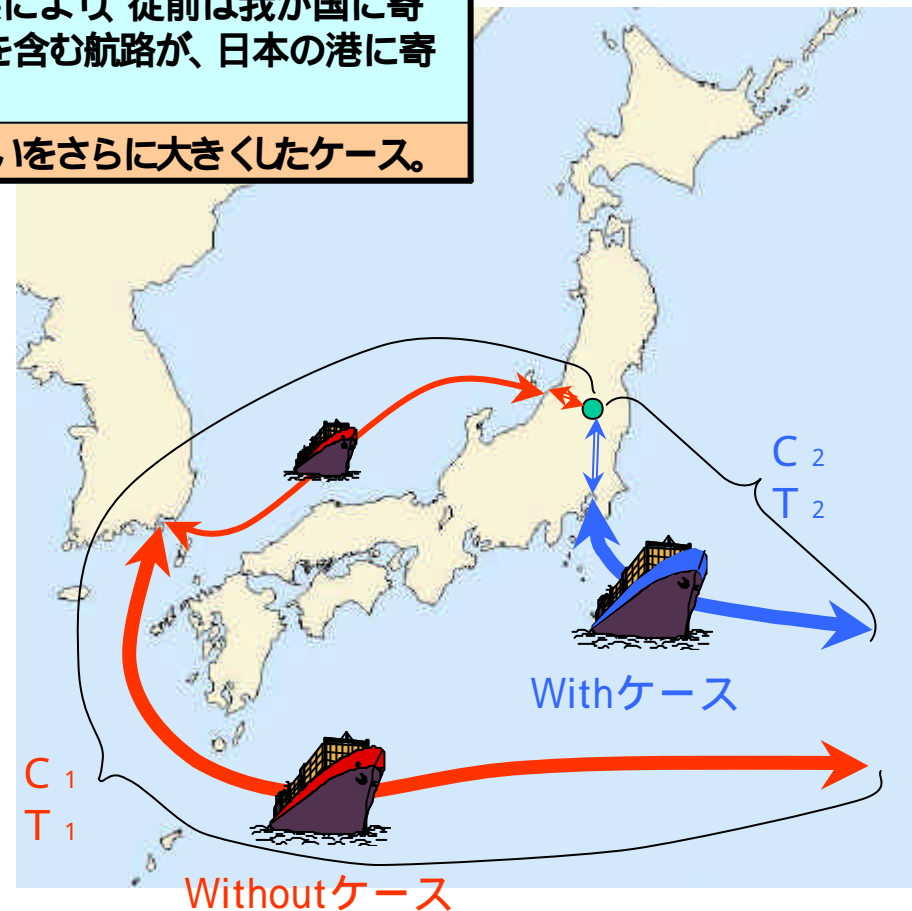 により、従前は我が国に寄
を含む航路が、日本の港に寄
いをさらに大きくしたケース。
C 2
T 2
Withケース
C 1
T 1
Withoutケース